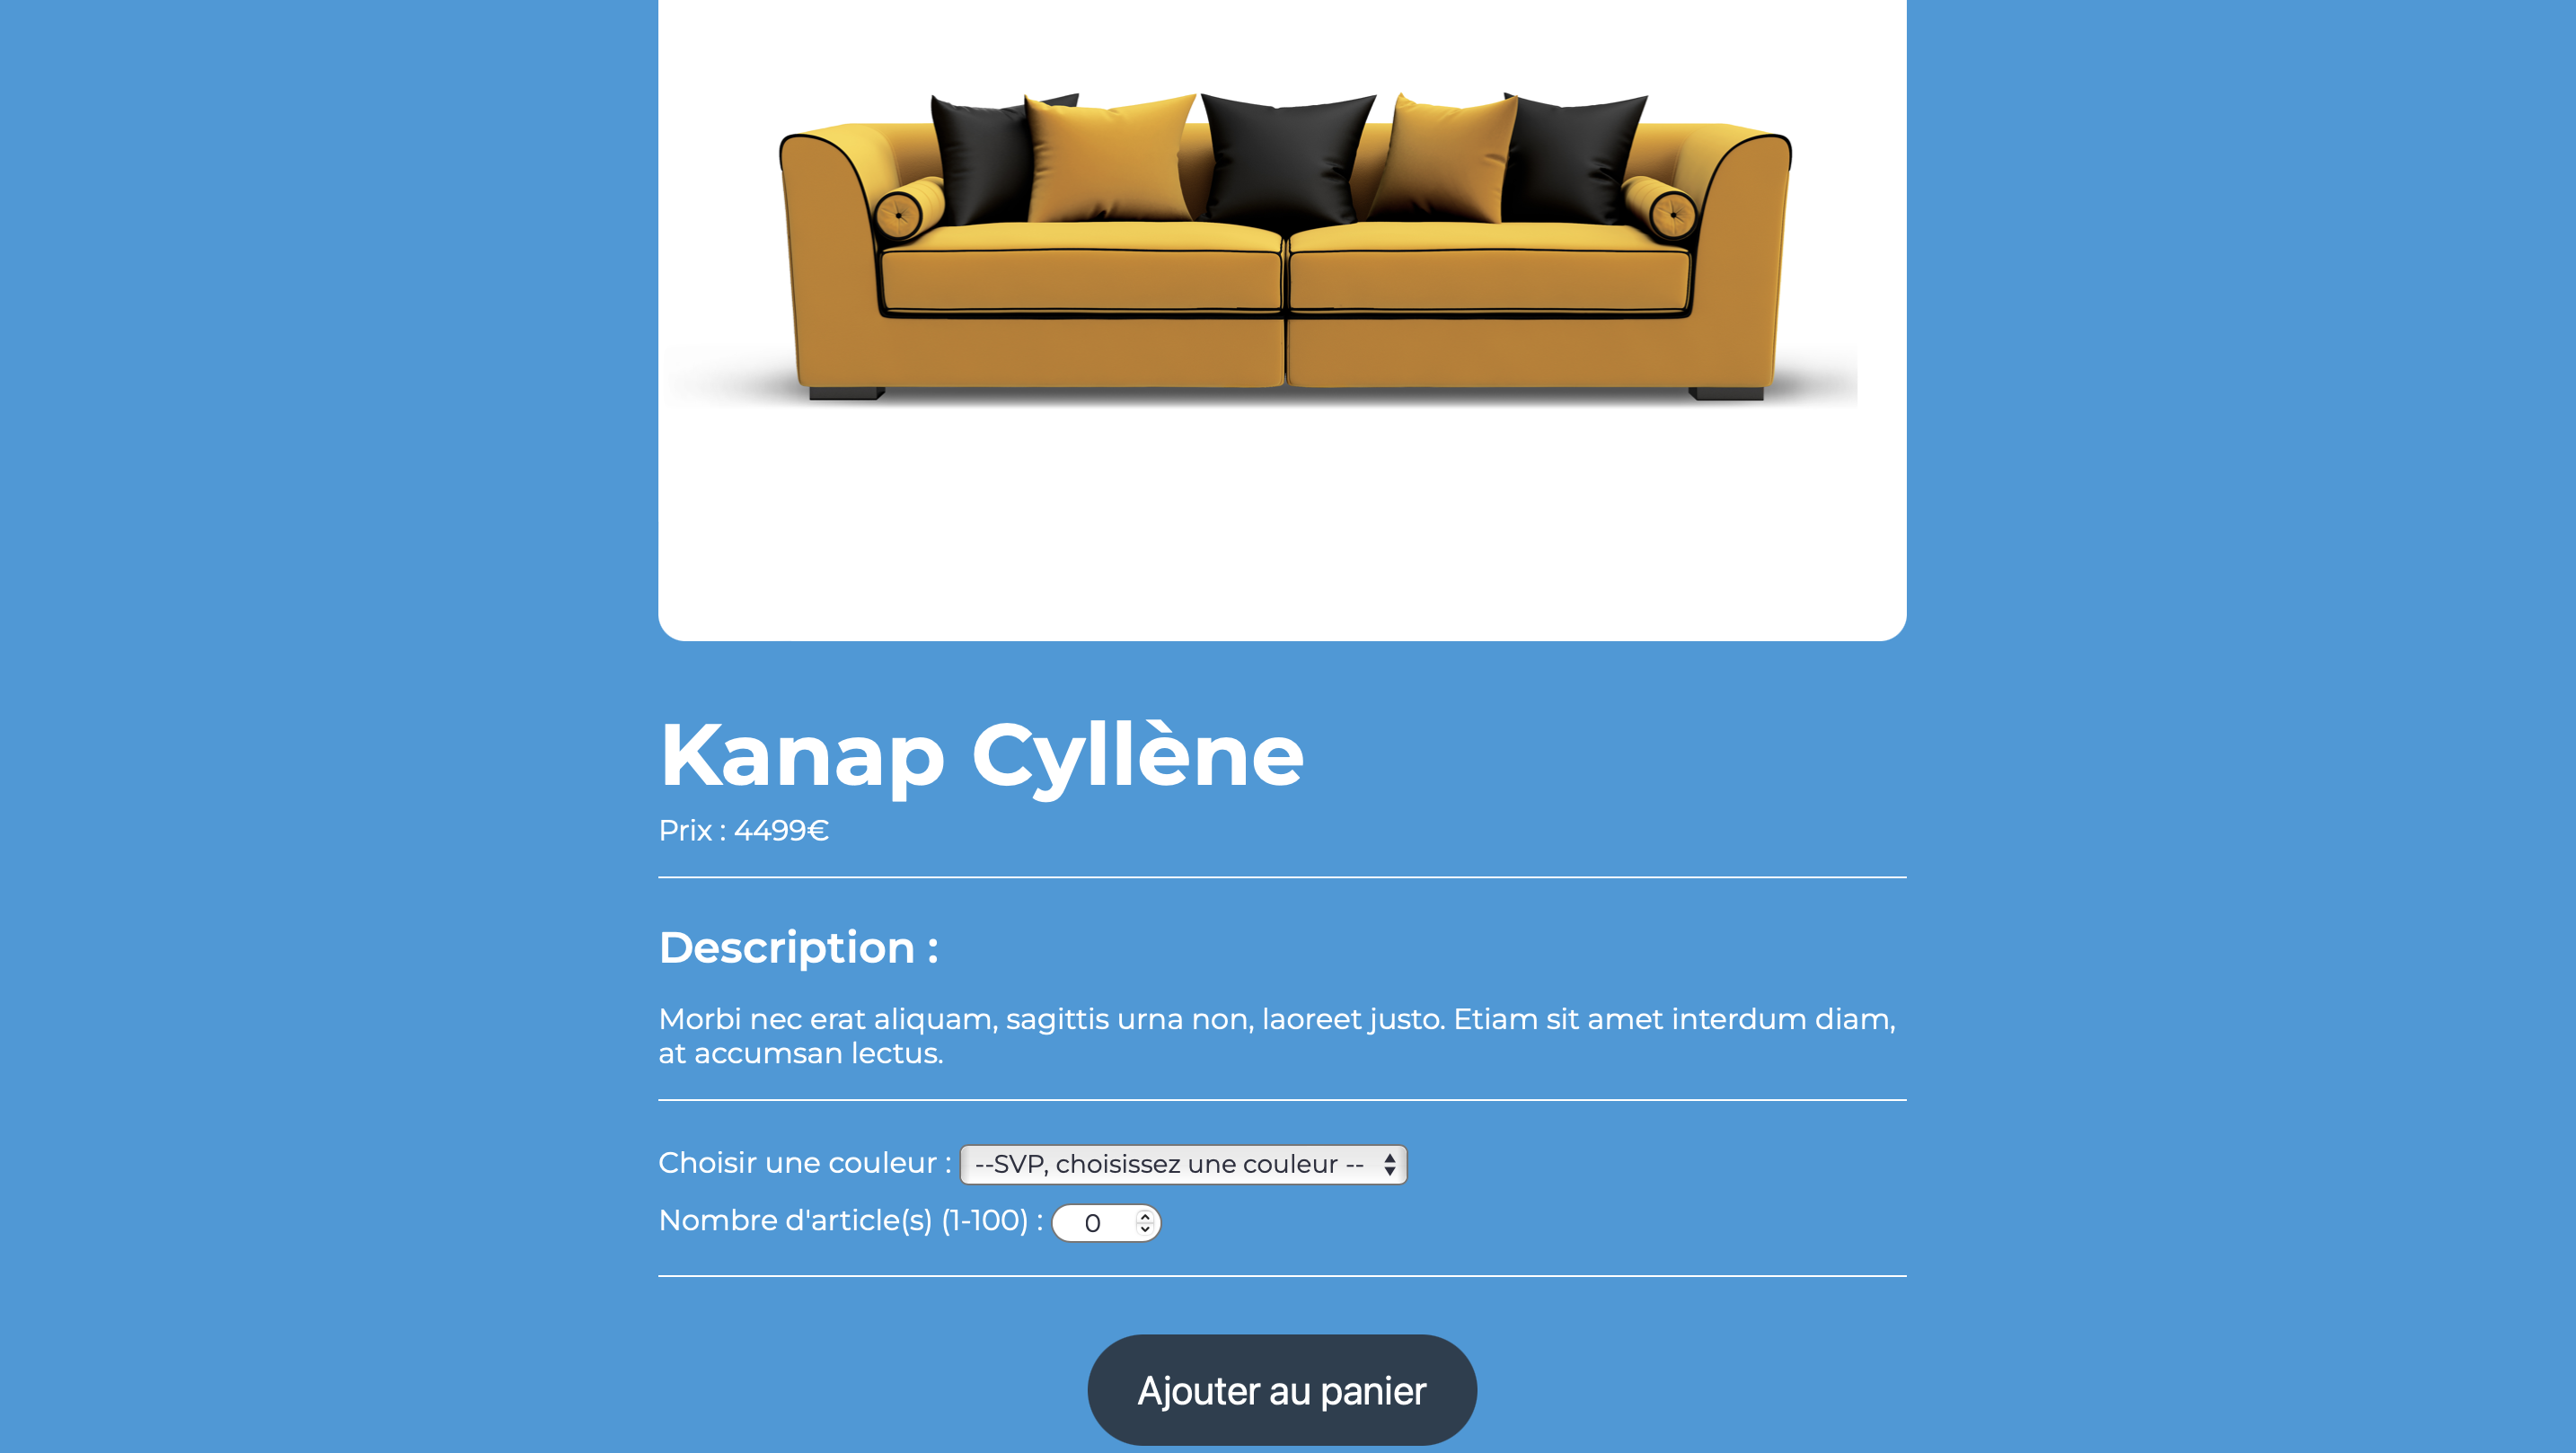 Kanap Cyllène
Prix : 4499€
Description :
Morbi nec erat aliquam, sagittis urna non, laoreet justo. Etiam sit amet interdum diam,
at accumsan lectus.
Choisir une couleur : --SVP, choisissez une couleur --
Nombre d'article(s) (1-100) : 0
Ajouter au panier